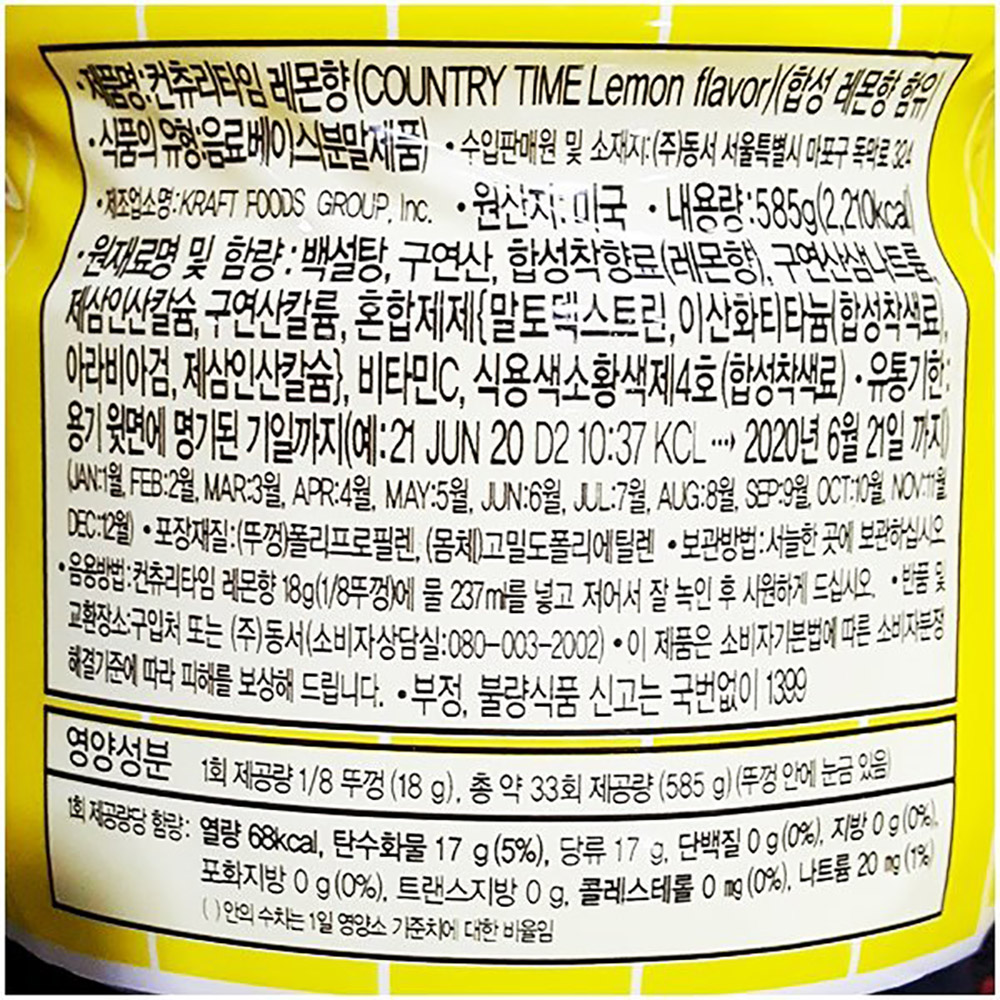 •제품명:컨츄리타임 레몬향(COUNTRY TIME Lemon flavor)(합성 레몬향 함유)
•식품의 유형:음료베이스(분말제품) •수입판매원 및 소재지:(주)동서 서울특별시 마포구 독막로 324
•제조업소명:KRAFT FOODS GROUP, Inc. •원산지: 미국 •내용량:585g(2,210kcal)
•원재료명 및 함량:백설탕, 구연산, 합성착향료(레몬향), 구연산삼나트륨,
제삼인산칼슘, 구연산칼륨, 혼합제제{말토덱스트린, 이산화티타늄(합성착색료),
아라비아검, 제삼인산칼슘}, 비타민C, 식용색소황색제4호(합성착색료) •유통기한:
용기 윗면에 명기된 기일까지(예:21 JUN 20 D2 10:37 KCL ⋯→ 2020년 6월 21일 까지)
(JAN:1월, FEB:2월, MAR:3월, APR:4월, MAY:5월, JUN:6월, JUL:7월, AUG:8월, SEP:9월, OCT:10월, NOV:11월,
DEC:12월) •포장재질:(뚜껑)폴리프로필렌, (몸체)고밀도폴리에틸렌 •보관방법:서늘한 곳에 보관하십시오
•음용방법:컨츄리타임 레몬향 18g(1/8뚜껑)에 물 237ml를 넣고 저어서 잘 녹인 후 시원하게 드십시오. •반품 및
교환장소:구입처 또는 (주)동서(소비자상담실:080-003-2002) •이 제품은 소비자기본법에 따른 소비자분쟁
해결기준에 따라 피해를 보상해 드립니다. •부정, 불량식품 신고는 국번없이 1399
영양성분 1회 제공량 1/8 뚜껑 (18 g), 총 약 33회 제공량 (585 g) (뚜껑 안에 눈금 있음)
1회 제공량당 함량: 열량 68kcal, 탄수화물 17 g (5%), 당류 17 g, 단백질 0 g (0%), 지방 0 g (0%),
포화지방 0 g (0%), 트랜스지방 0 g, 콜레스테롤 0 mg (0%), 나트륨 20 mg (1%)
( )안의 수치는 1일 영양소 기준치에 대한 비율임